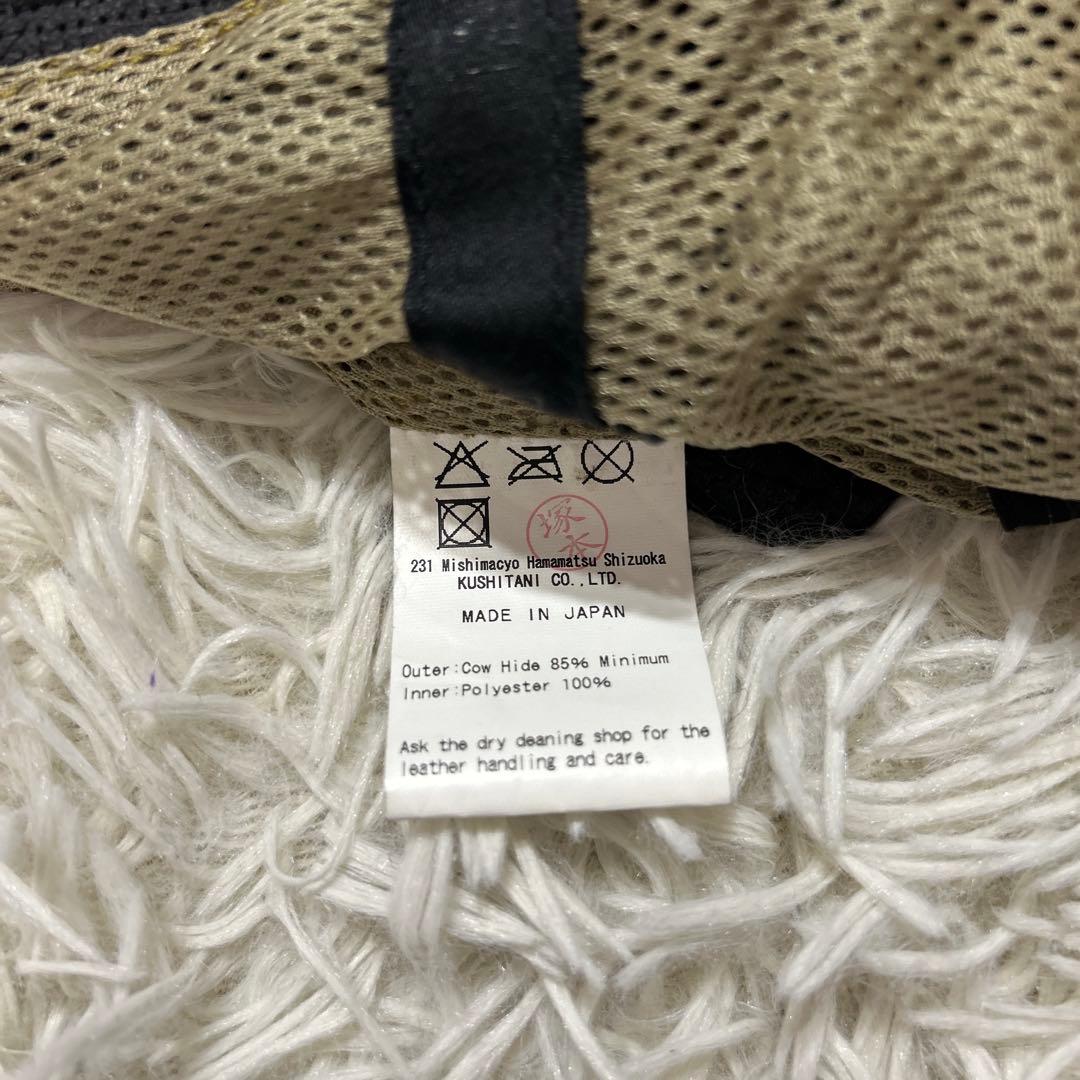 231 Mishimacyo Hamamatsu Shizuoka
KUSHITANI CO.,LTD.
MADE IN JAPAN
Outer:Cow Hide 85% Minimum
Inner:Polyester 100%
Ask the dry deaning shop for the
leather handling and care.